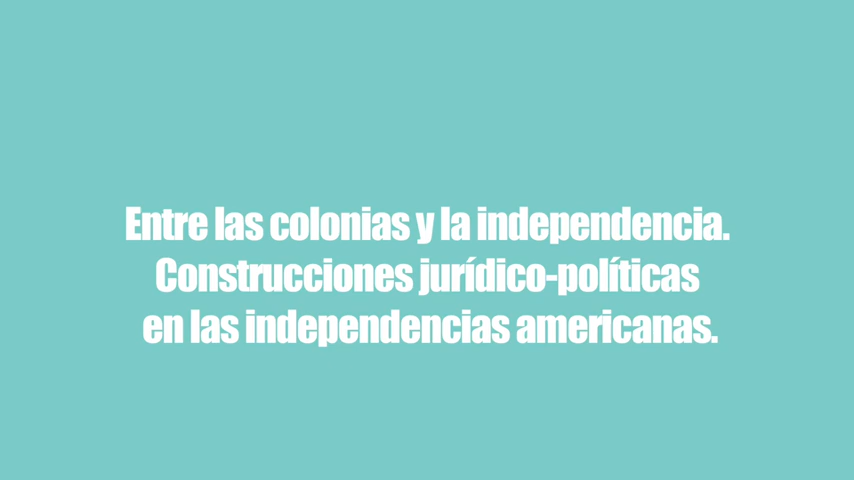 Entre las colonias y la independencia.
Construcciones jurídico-políticas
en las independencias americanas.